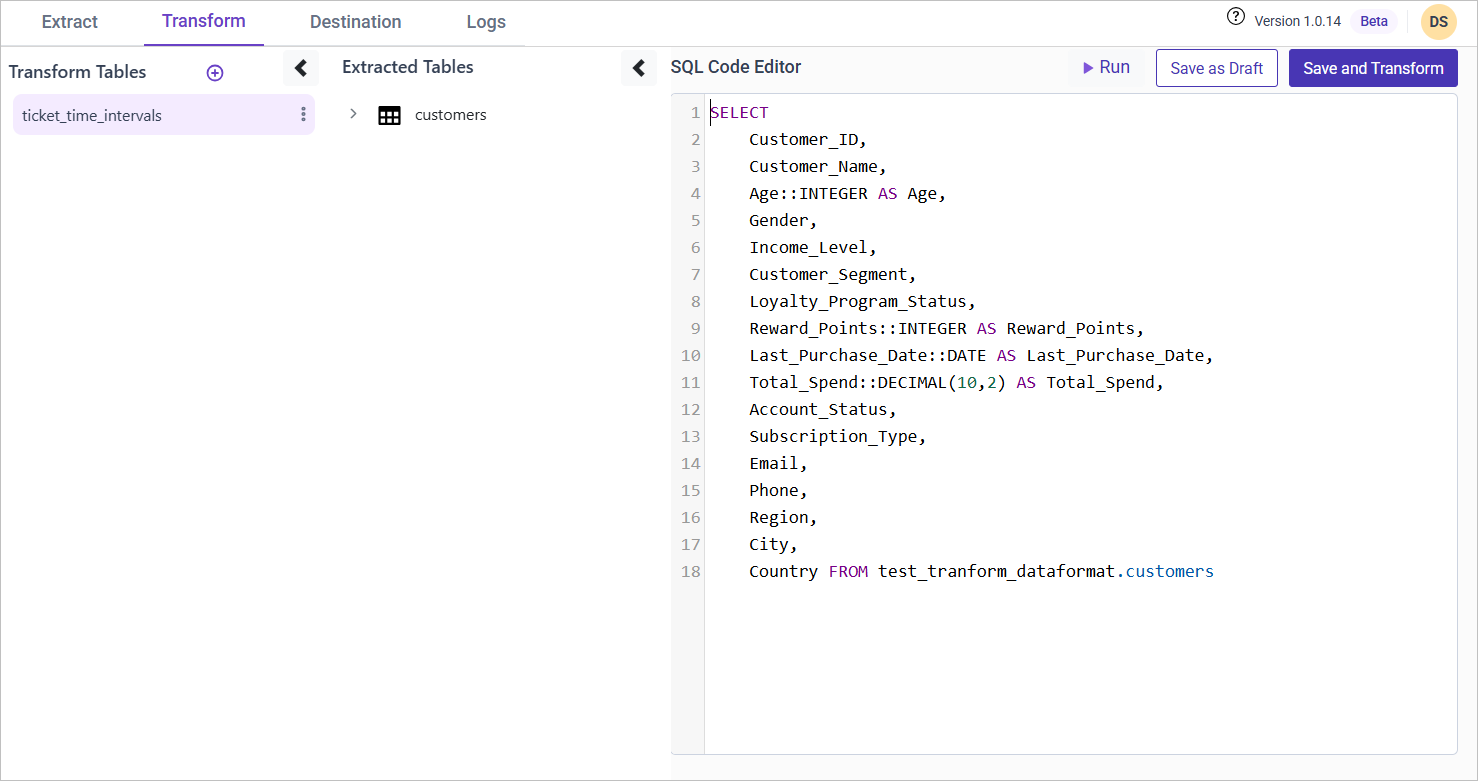 Extract
Transform
Destination
Logs
?
Version 1.0.14
Beta
DS
Transform Tables
Extracted Tables
SQL Code Editor
Run
Save as Draft
Save and Transform
ticket_time_intervals
customers
1 SELECT
2 Customer_ID,
3 Customer_Name,
4 Age::INTEGER AS Age,
5 Gender,
6 Income_Level,
7 Customer_Segment,
8 Loyalty_Program_Status,
9 Reward_Points::INTEGER AS Reward_Points,
10 Last_Purchase_Date::DATE AS Last_Purchase_Date,
11 Total_Spend::DECIMAL(10,2) AS Total_Spend,
12 Account_Status,
13 Subscription_Type,
14 Email,
15 Phone,
16 Region,
17 City,
18 Country FROM test_tranform_dataformat.customers